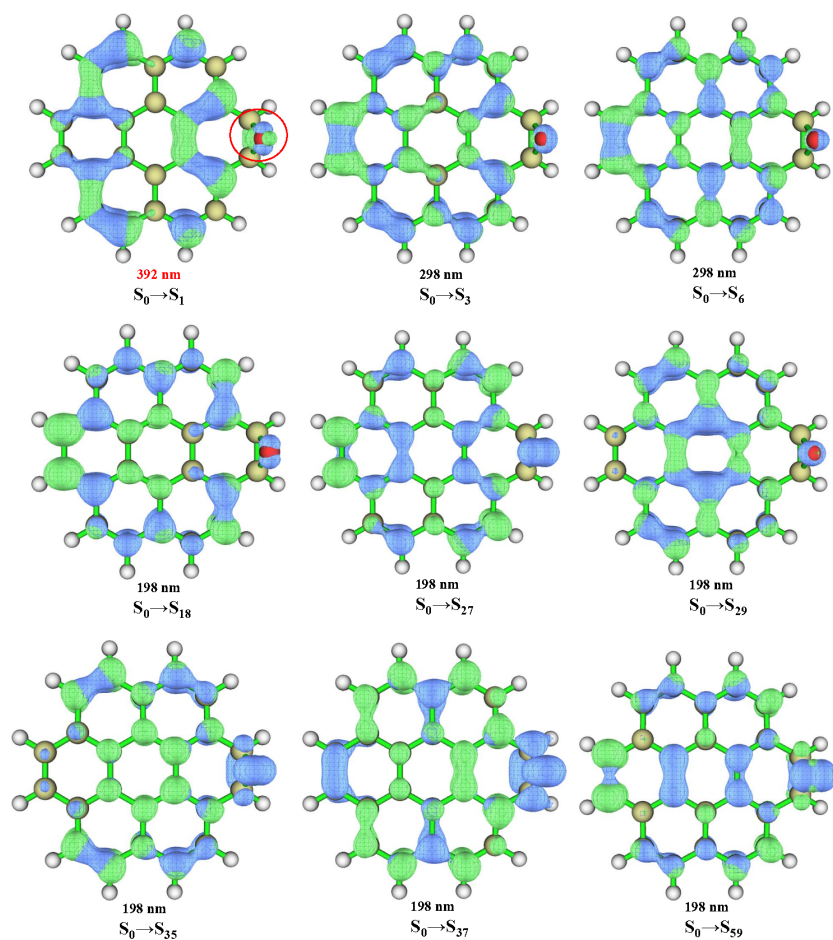 392 nm
S₀→S₁
298 nm
S₀→S₃
298 nm
S₀→S₆
198 nm
S₀→S₁₈
198 nm
S₀→S₂₇
198 nm
S₀→S₂₉
198 nm
S₀→S₃₅
198 nm
S₀→S₃₇
198 nm
S₀→S₅₉